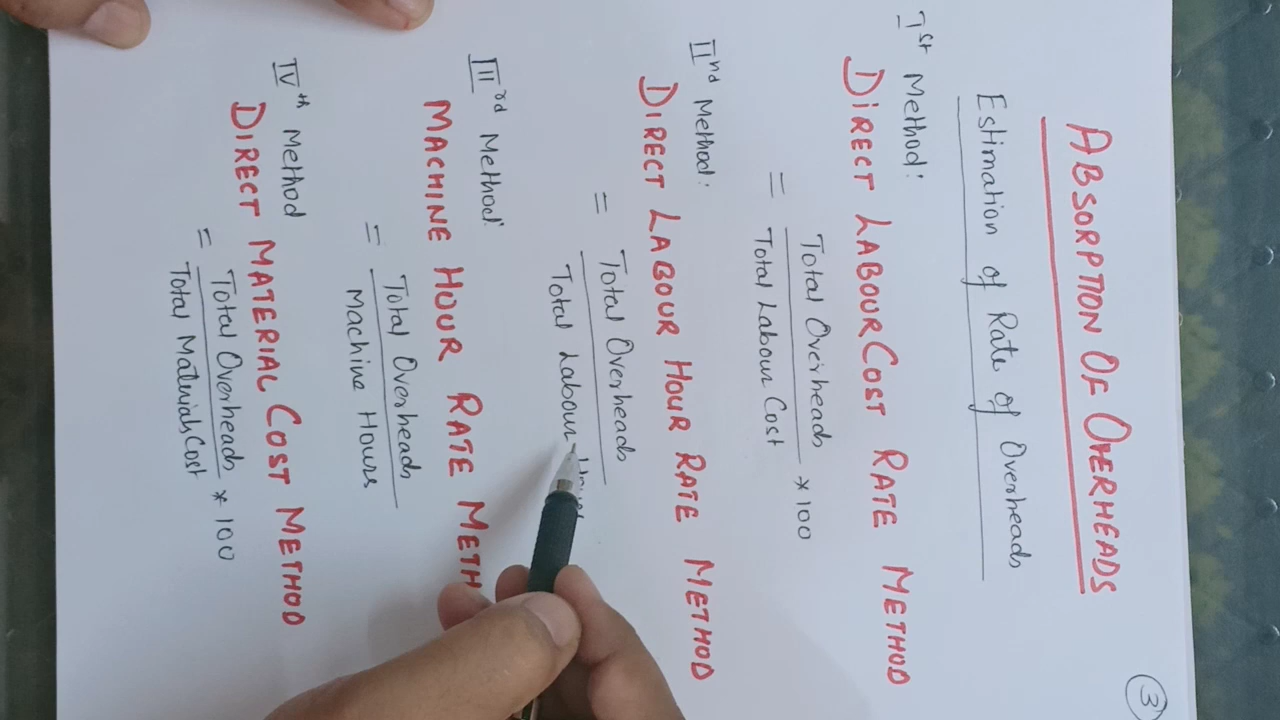 3
ABSORPTION OF OVERHEADS
Estimation of Rate of Overheads
Ist Method:
DIRECT LABOUR COST RATE METHOD
= Total Overheads * 100
Total Labour Cost
IInd Method:
DIRECT LABOUR HOUR RATE METHOD
= Total Overheads
Total Labour
IIIrd Method:
MACHINE HOUR RATE METH
= Total Overheads
Machine Hours
IVth Method
DIRECT MATERIAL COST METHOD
= Total Overheads * 100
Total Materials Cost